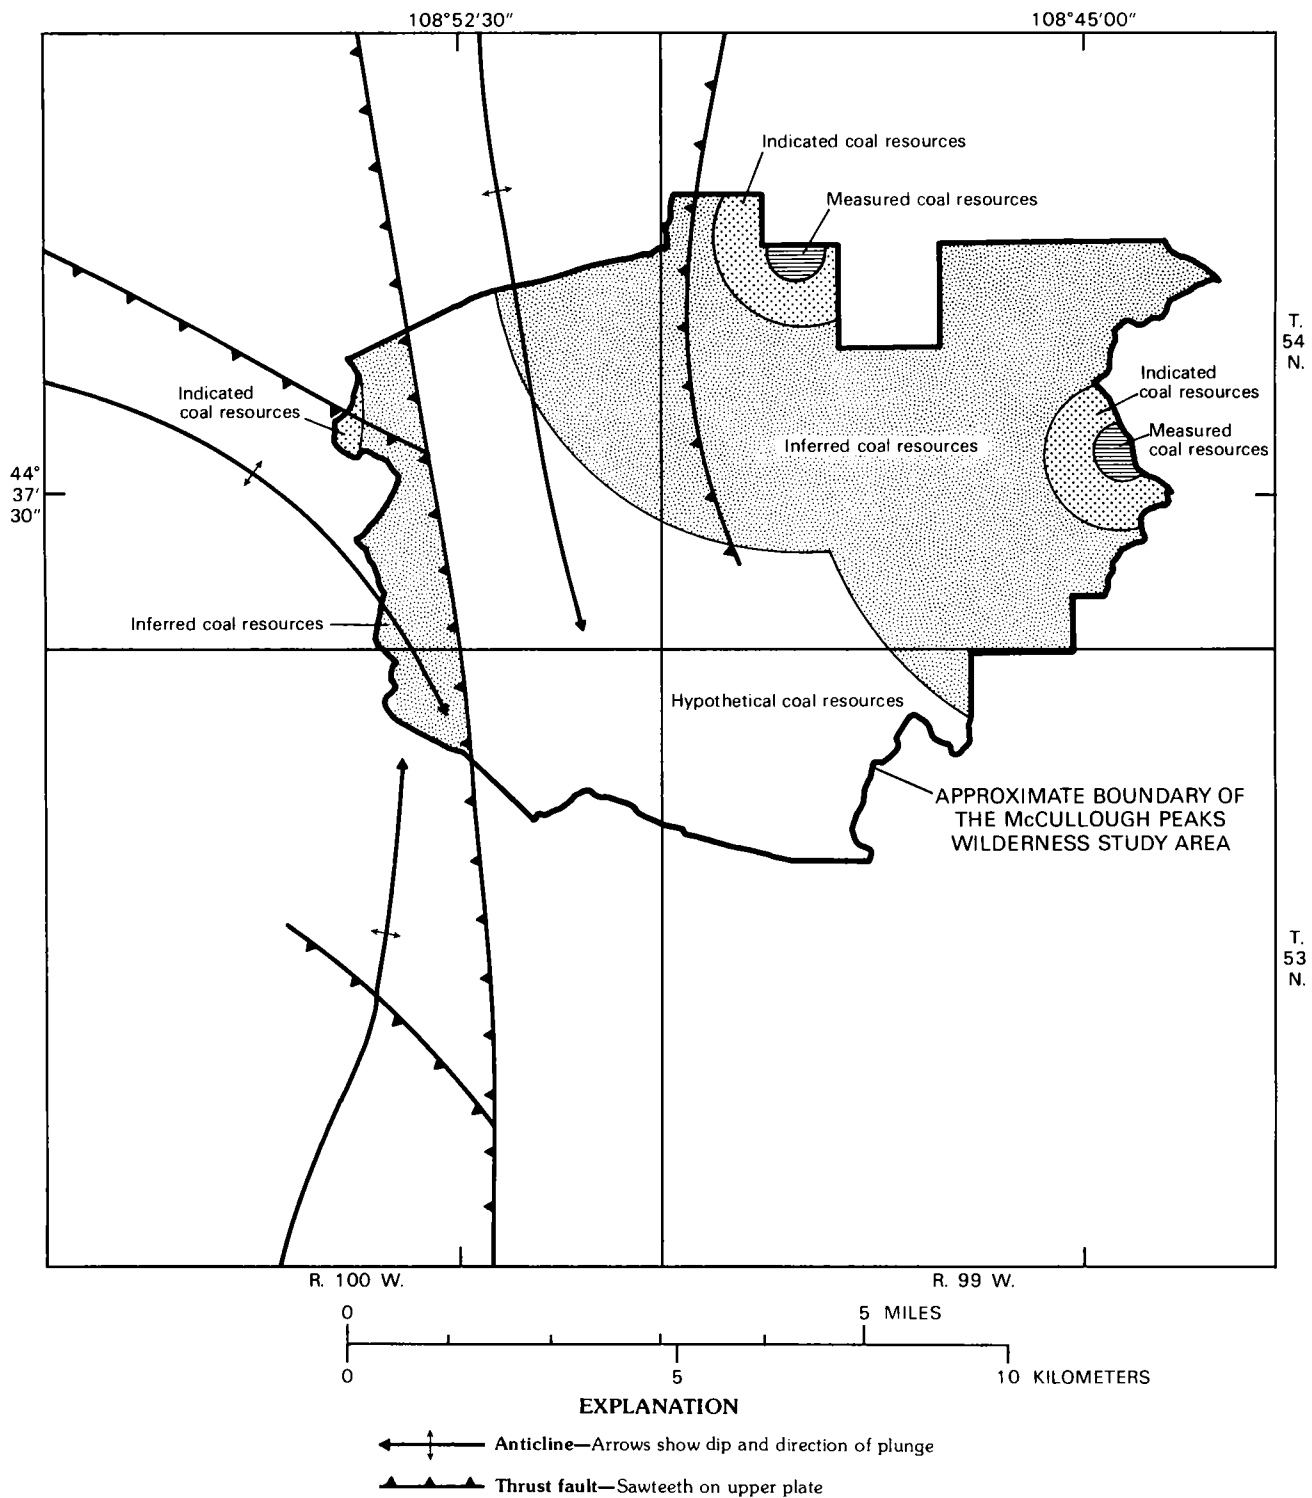 108°52'30"
108°45'00"
Indicated coal resources
Measured coal resources
T.
54
N.
Indicated
coal resources
Indicated
coal resources
Measured
coal resources
Inferred coal resources
44°
37'
30"
Inferred coal resources
Hypothetical coal resources
APPROXIMATE BOUNDARY OF
THE McCULLOUGH PEAKS
WILDERNESS STUDY AREA
T.
53
N.
R. 100 W.
R. 99 W.
0
5 MILES
0
5
10 KILOMETERS
EXPLANATION
Anticline—Arrows show dip and direction of plunge
Thrust fault—Sawteeth on upper plate